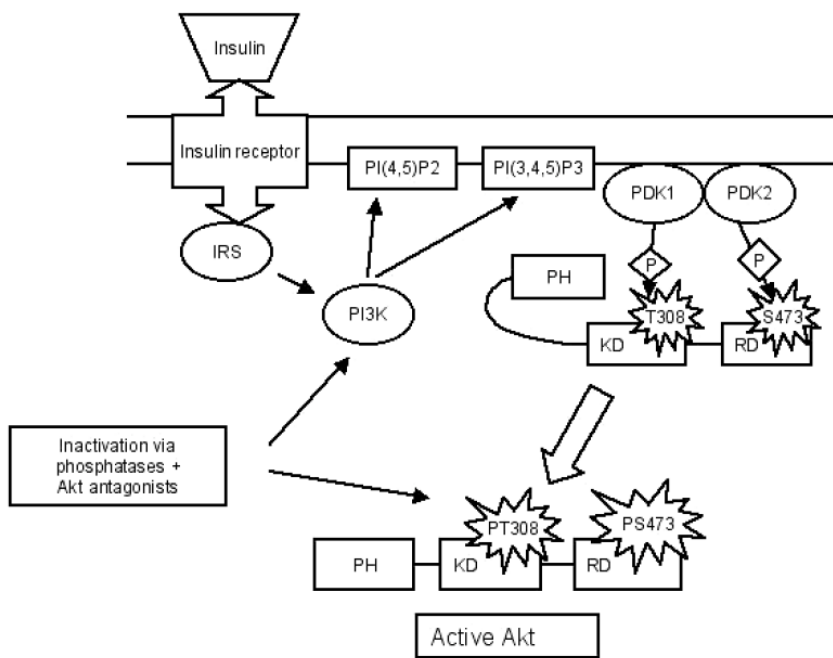 Insulin
Insulin receptor
PI(4,5)P2
PI(3,4,5)P3
PDK1
PDK2
IRS
P
P
PH
PI3K
T308
S473
KD
RD
Inactivation via
phosphatases +
Akt antagonists
PT308
PS473
PH
KD
RD
Active Akt